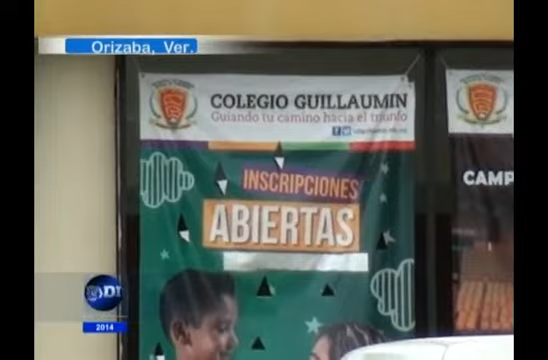 Orizaba, Ver.
COLEGIO GUILLAUMIN
Guiando tu camino hacia el triunfo
INSCRIPCIONES
ABIERTAS
CAMP
2014